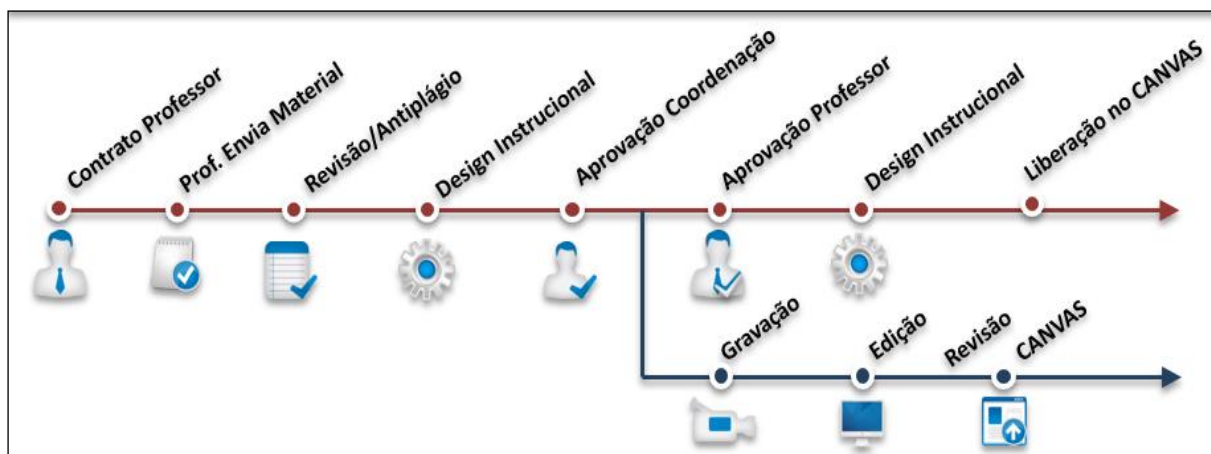 Contrato Professor
Prof. Envia Material
Revisão/Antiplágio
Design Instrucional
Aprovação Coordenação
Aprovação Professor
Design Instrucional
Liberação no CANVAS
Gravação
Edição
Revisão
CANVAS